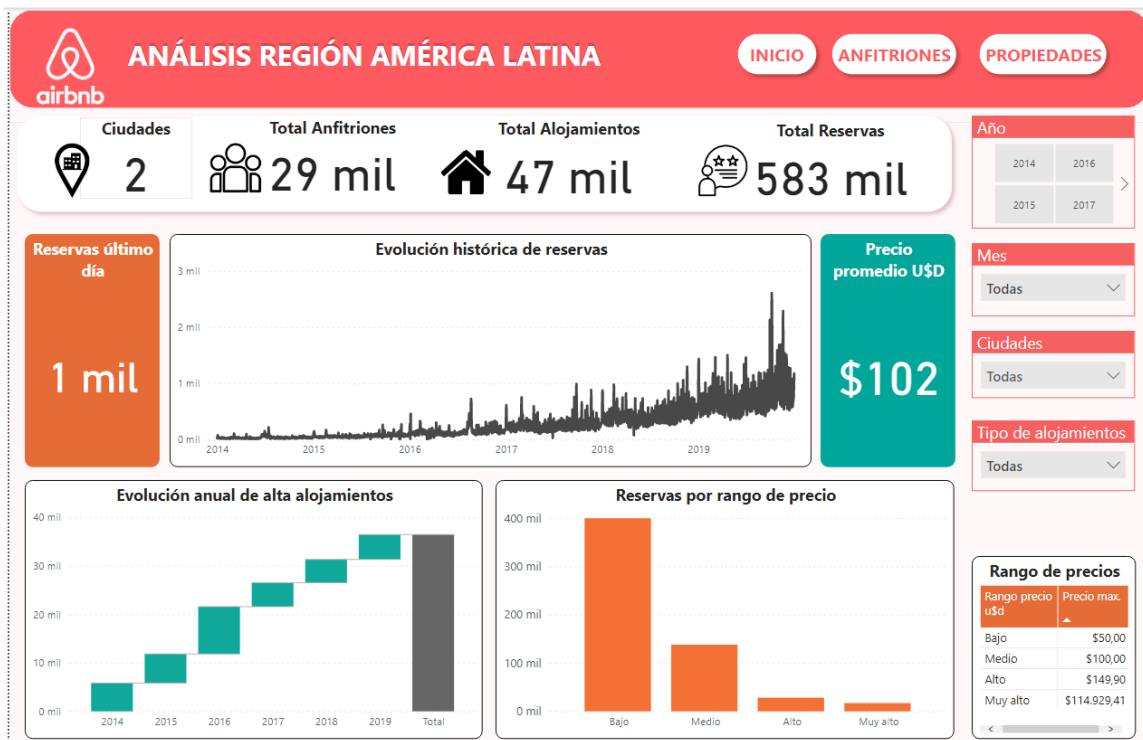 airbnb
ANÁLISIS REGIÓN AMÉRICA LATINA
INICIO
ANFITRIONES
PROPIEDADES
Ciudades
2
Total Anfitriones
29 mil
Total Alojamientos
47 mil
Total Reservas
583 mil
Año
2014
2016
2015
2017
Mes
Todas
Ciudades
Todas
Tipo de alojamientos
Todas
Reservas último
día
1 mil
Evolución histórica de reservas
3 mil
2 mil
1 mil
0 mil
2014
2015
2016
2017
2018
2019
Precio
promedio U$D
$102
Evolución anual de alta alojamientos
40 mil
30 mil
20 mil
10 mil
0 mil
2014
2015
2016
2017
2018
2019
Total
Reservas por rango de precio
400 mil
300 mil
200 mil
100 mil
0 mil
Bajo
Medio
Alto
Muy alto
Rango de precios
Rango precio Precio max.
u$d
Bajo $50,00
Medio $100,00
Alto $149,90
Muy alto $114.929,41